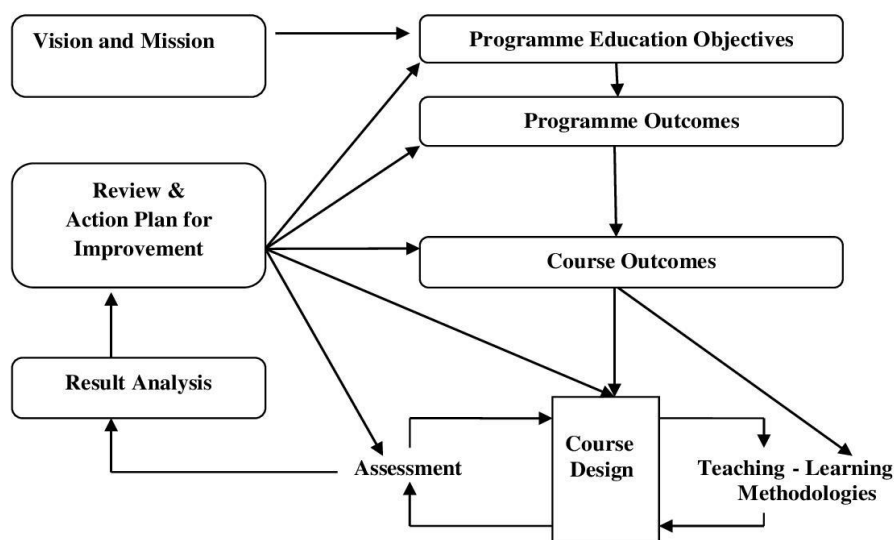 Vision and Mission
Programme Education Objectives
Programme Outcomes
Review &
Action Plan for
Improvement
Course Outcomes
Result Analysis
Assessment
Course
Design
Teaching - Learning
Methodologies